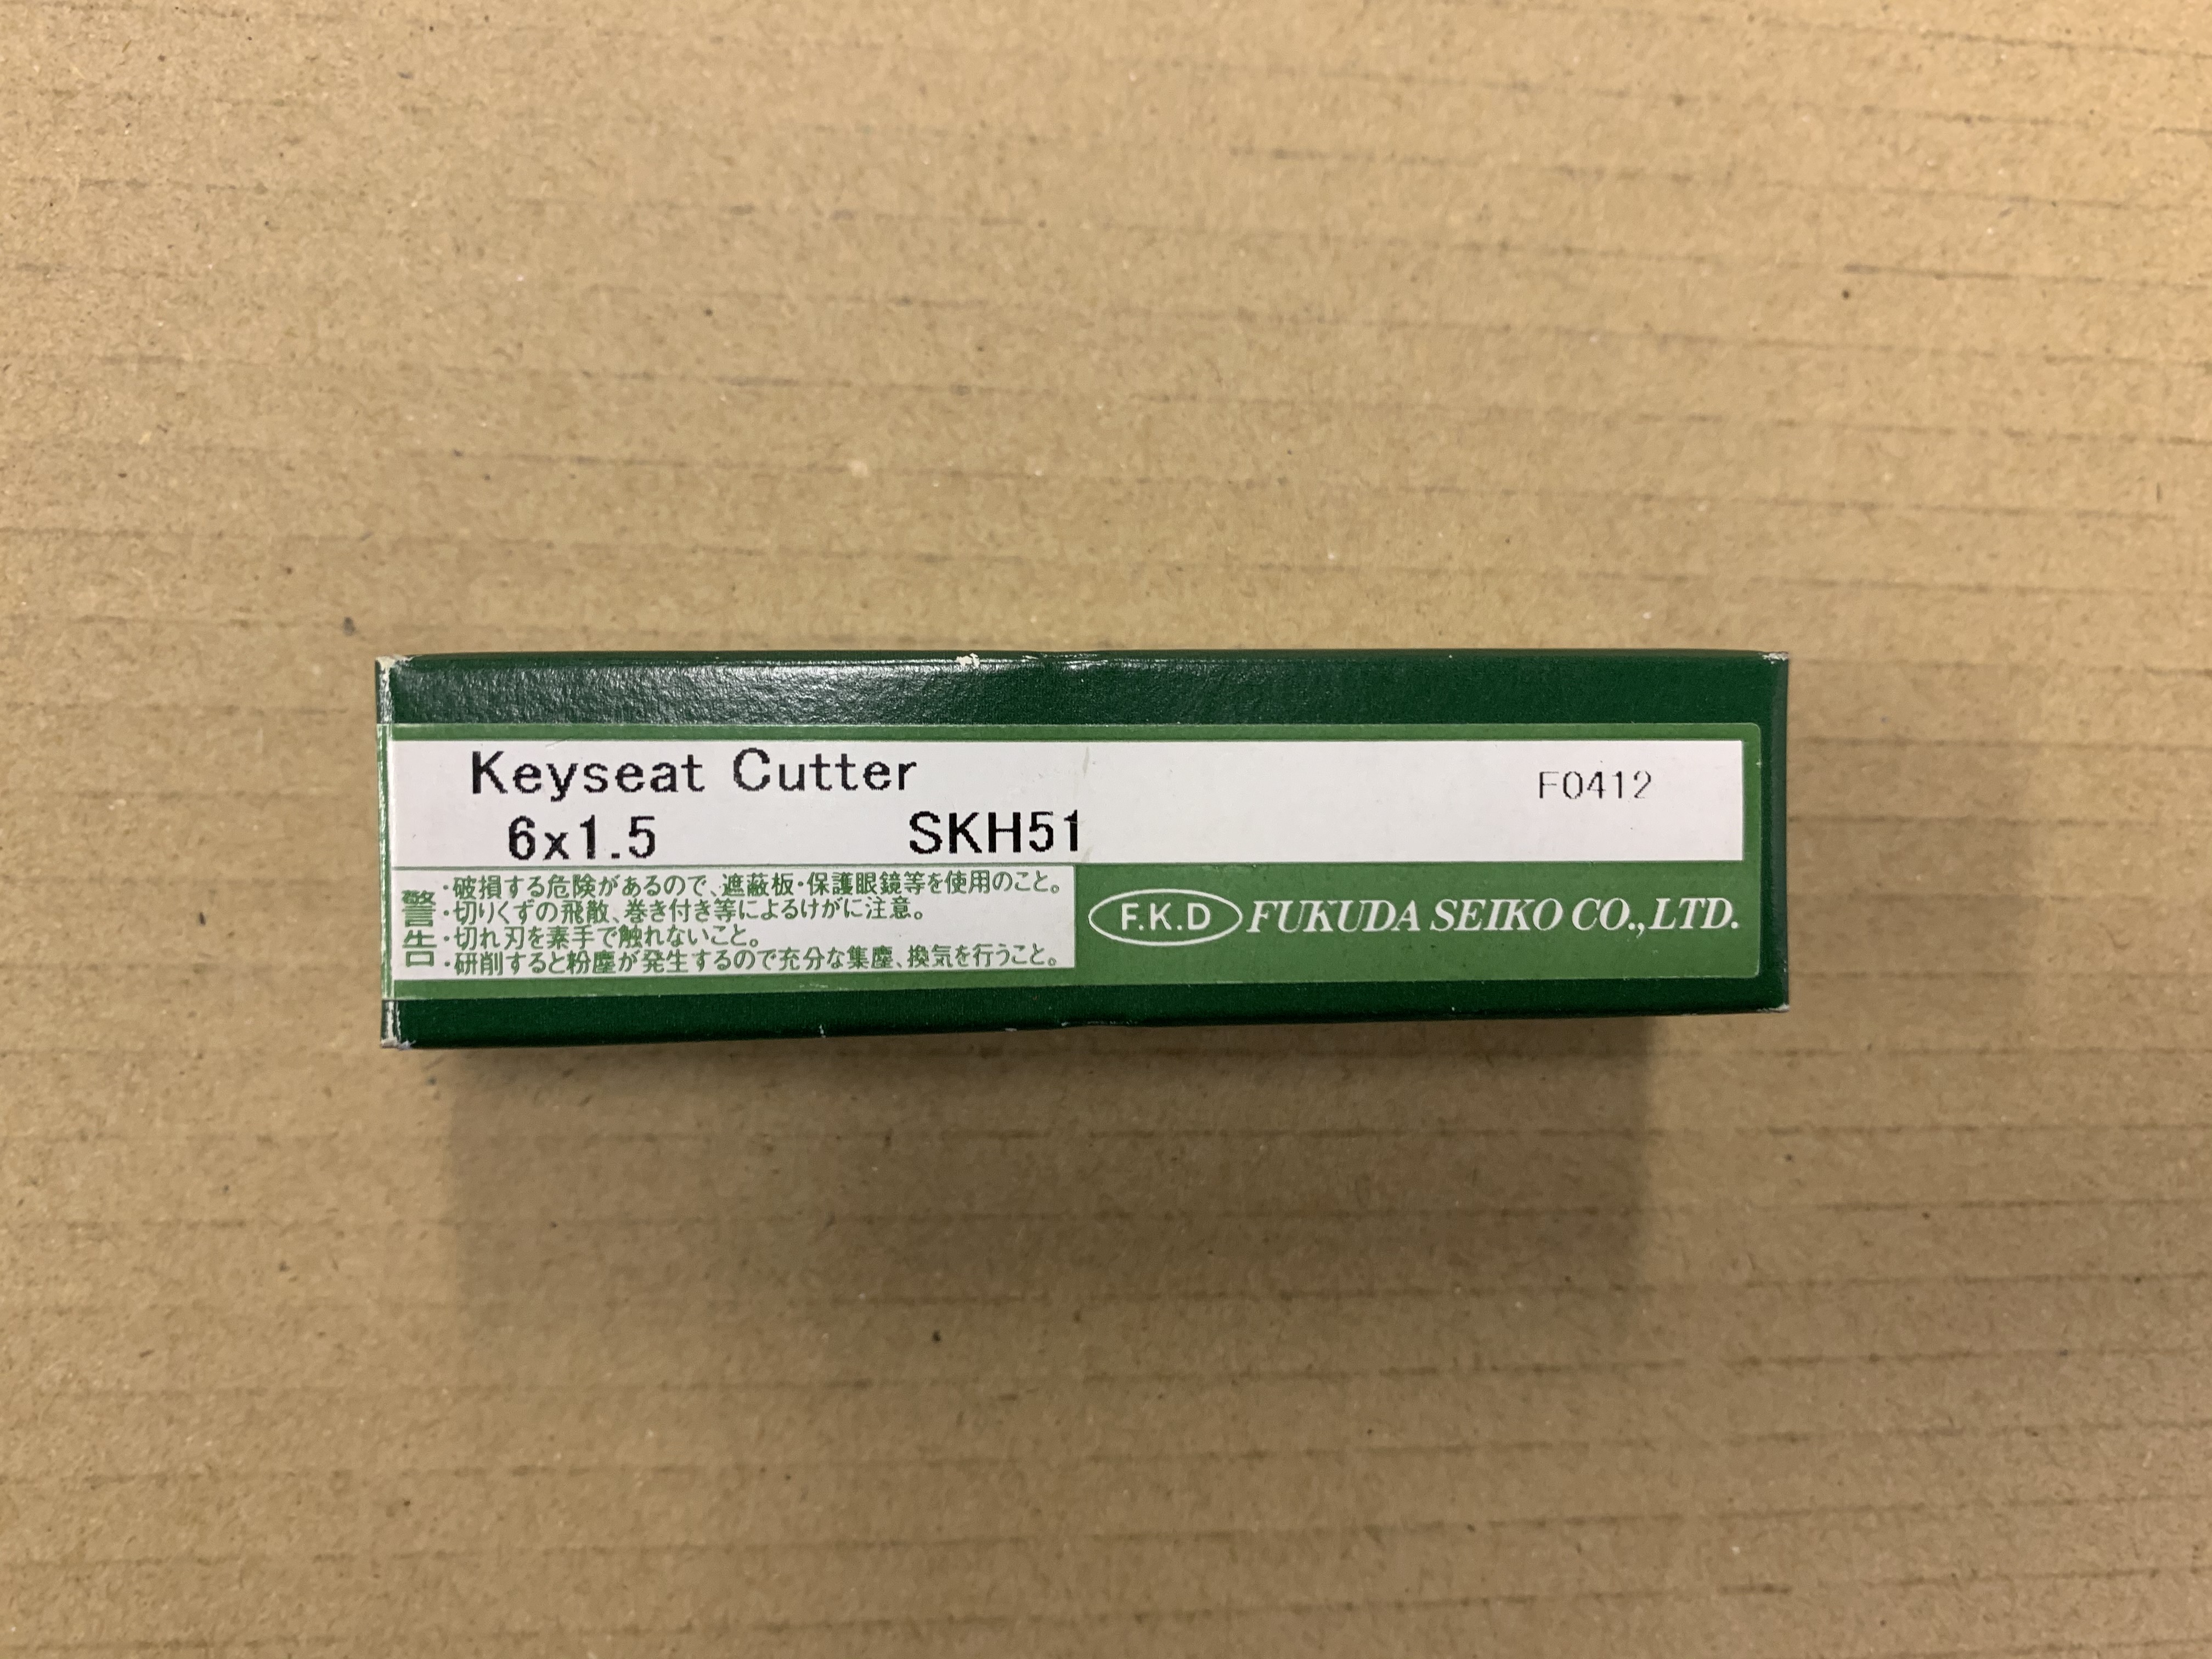 Keyseat Cutter F0412
6x1.5 SKH51
警告
・破損する危険があるので、遮蔽板・保護眼鏡等を使用のこと。
・切りくずの飛散、巻き付き等によるけがに注意。
・切れ刃を素手で触れないこと。
・研削すると粉塵が発生するので充分な集塵、換気を行うこと。
F.K.D FUKUDA SEIKO CO.,LTD.